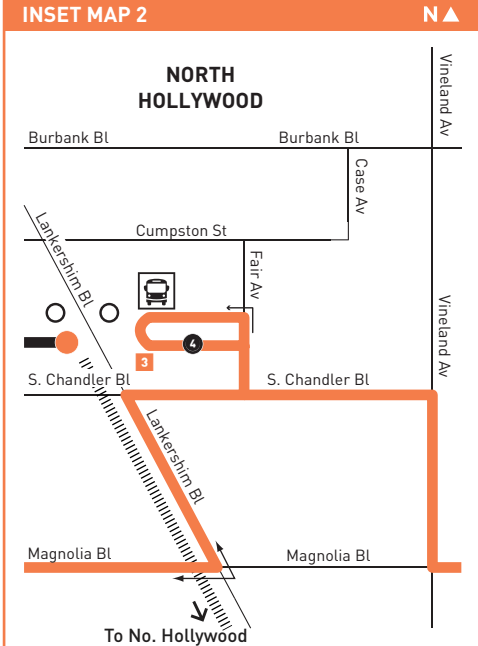 INSET MAP 2
N
NORTH
HOLLYWOOD
Vineland Av
Burbank Bl
Burbank Bl
Case Av
Cumpston St
Lankershim Bl
Fair Av
Vineland Av
4
3
S. Chandler Bl
S. Chandler Bl
Lankershim Bl
Magnolia Bl
Magnolia Bl
To No. Hollywood